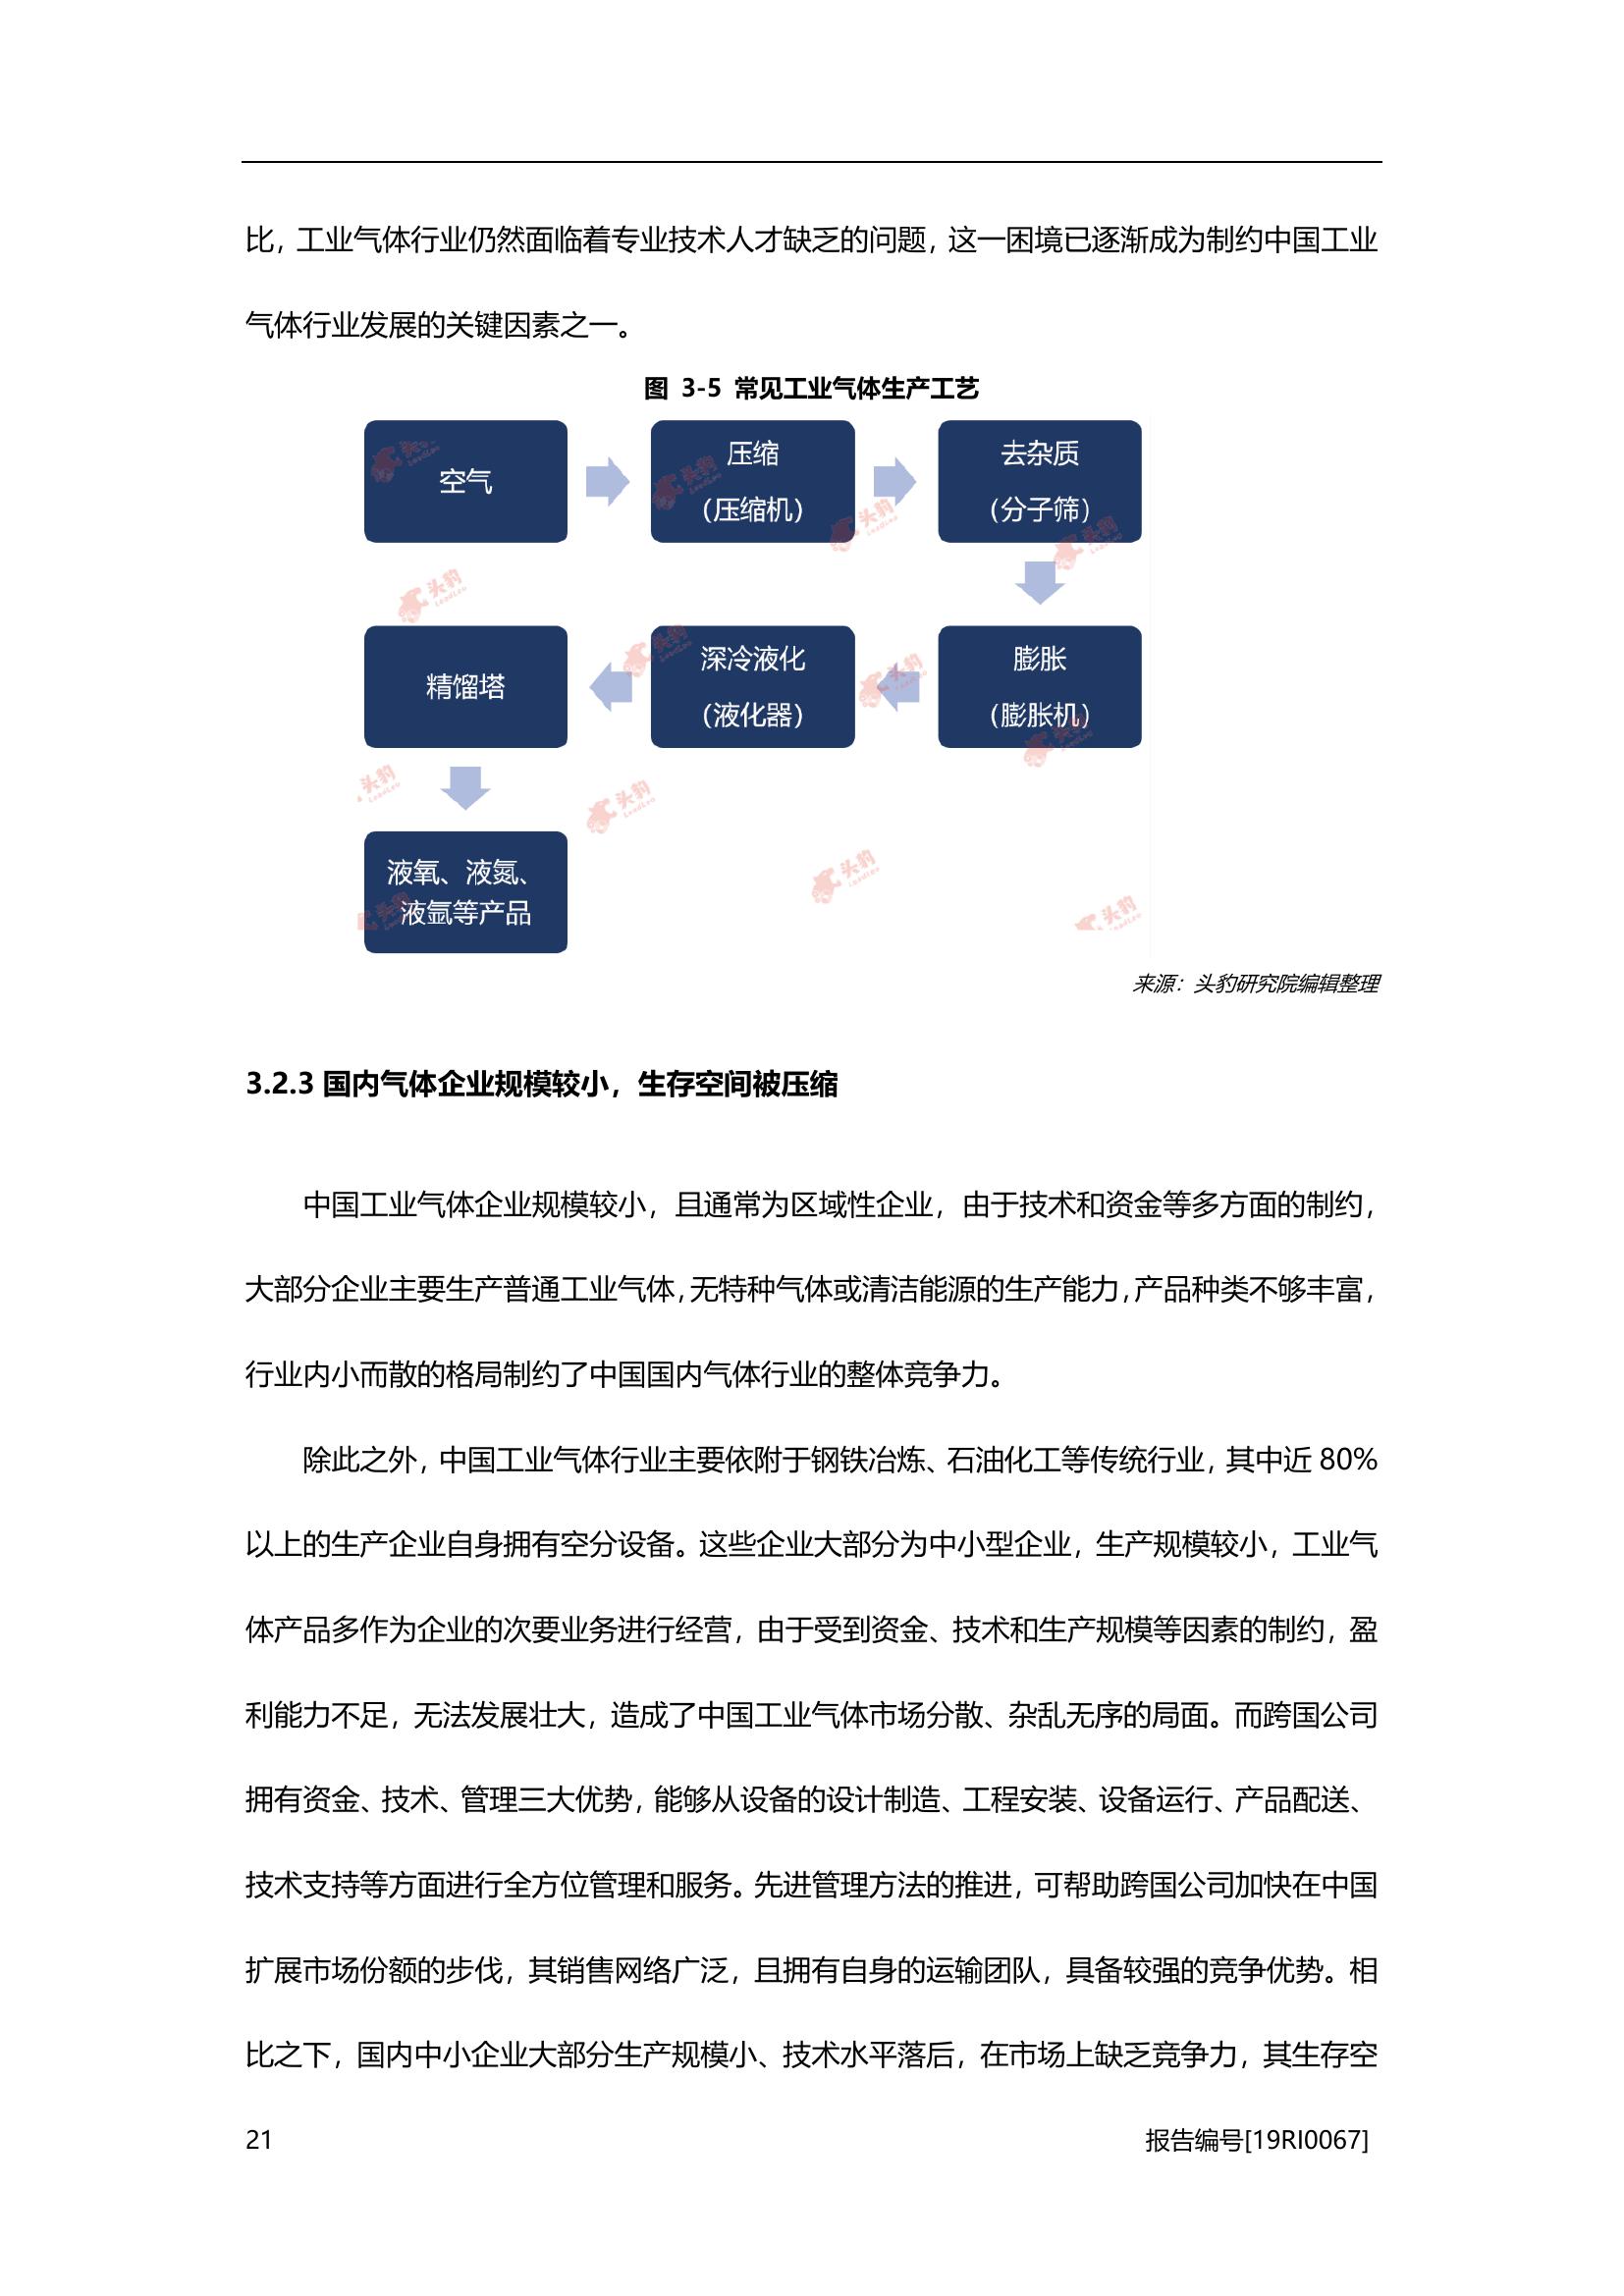 比，工业气体行业仍然面临着专业技术人才缺乏的问题，这一困境已逐渐成为制约中国工业
气体行业发展的关键因素之一。
图 3-5 常见工业气体生产工艺
空气
压缩
（压缩机）
去杂质
（分子筛）
膨胀
（膨胀机）
深冷液化
（液化器）
精馏塔
液氧、液氮、
液氩等产品
头豹
LeadLeo
来源：头豹研究院编辑整理
3.2.3 国内气体企业规模较小，生存空间被压缩
中国工业气体企业规模较小，且通常为区域性企业，由于技术和资金等多方面的制约，
大部分企业主要生产普通工业气体，无特种气体或清洁能源的生产能力，产品种类不够丰富，
行业内小而散的格局制约了中国国内气体行业的整体竞争力。
除此之外，中国工业气体行业主要依附于钢铁冶炼、石油化工等传统行业，其中近 80%
以上的生产企业自身拥有空分设备。这些企业大部分为中小型企业，生产规模较小，工业气
体产品多作为企业的次要业务进行经营，由于受到资金、技术和生产规模等因素的制约，盈
利能力不足，无法发展壮大，造成了中国工业气体市场分散、杂乱无序的局面。而跨国公司
拥有资金、技术、管理三大优势，能够从设备的设计制造、工程安装、设备运行、产品配送、
技术支持等方面进行全方位管理和服务。先进管理方法的推进，可帮助跨国公司加快在中国
扩展市场份额的步伐，其销售网络广泛，且拥有自身的运输团队，具备较强的竞争优势。相
比之下，国内中小企业大部分生产规模小、技术水平落后，在市场上缺乏竞争力，其生存空
21
报告编号[19RI0067]